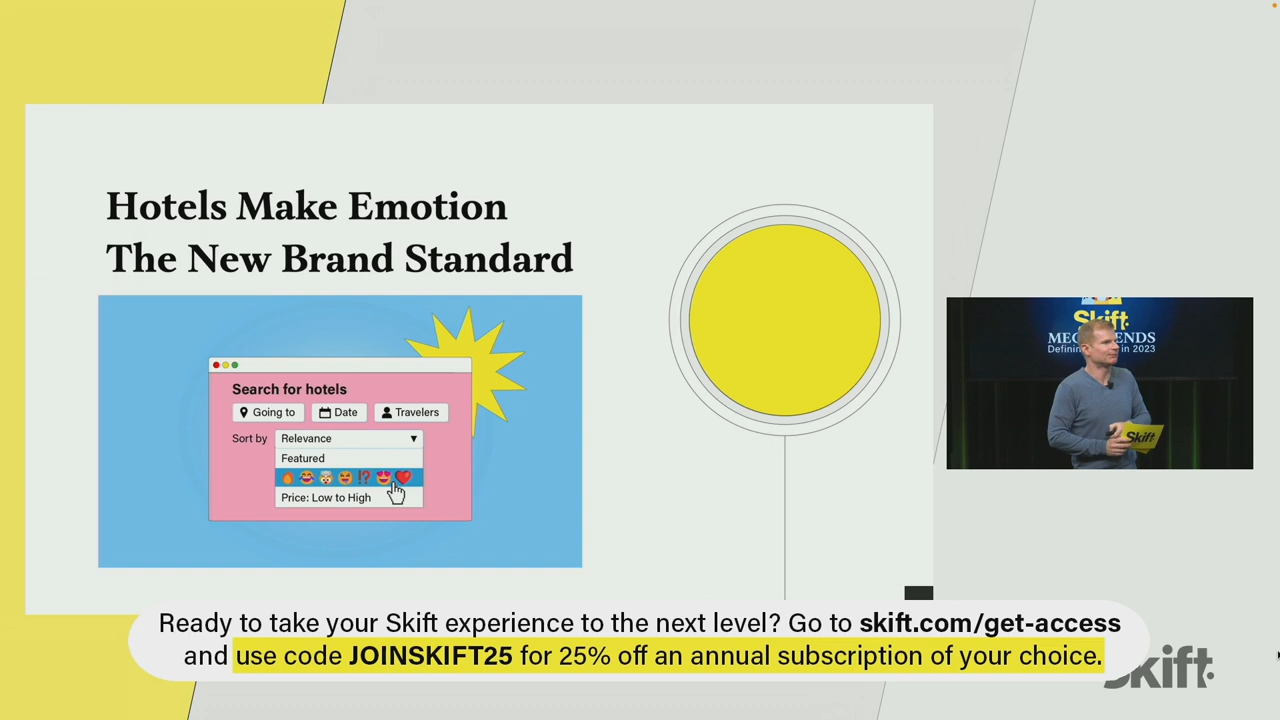 Hotels Make Emotion
The New Brand Standard
Search for hotels
Going to
Date
Travelers
Sort by
Relevance
Featured
Price: Low to High
Skift
in 2023
Skift
Ready to take your Skift experience to the next level? Go to skift.com/get-access
and use code JOINSKIFT25 for 25% off an annual subscription of your choice.
Skift